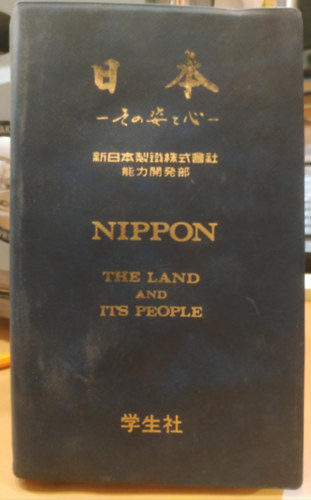 日本
－その姿と心－
新日本製鐵株式會社
能力開発部
NIPPON
THE LAND
AND
ITS PEOPLE
学生社